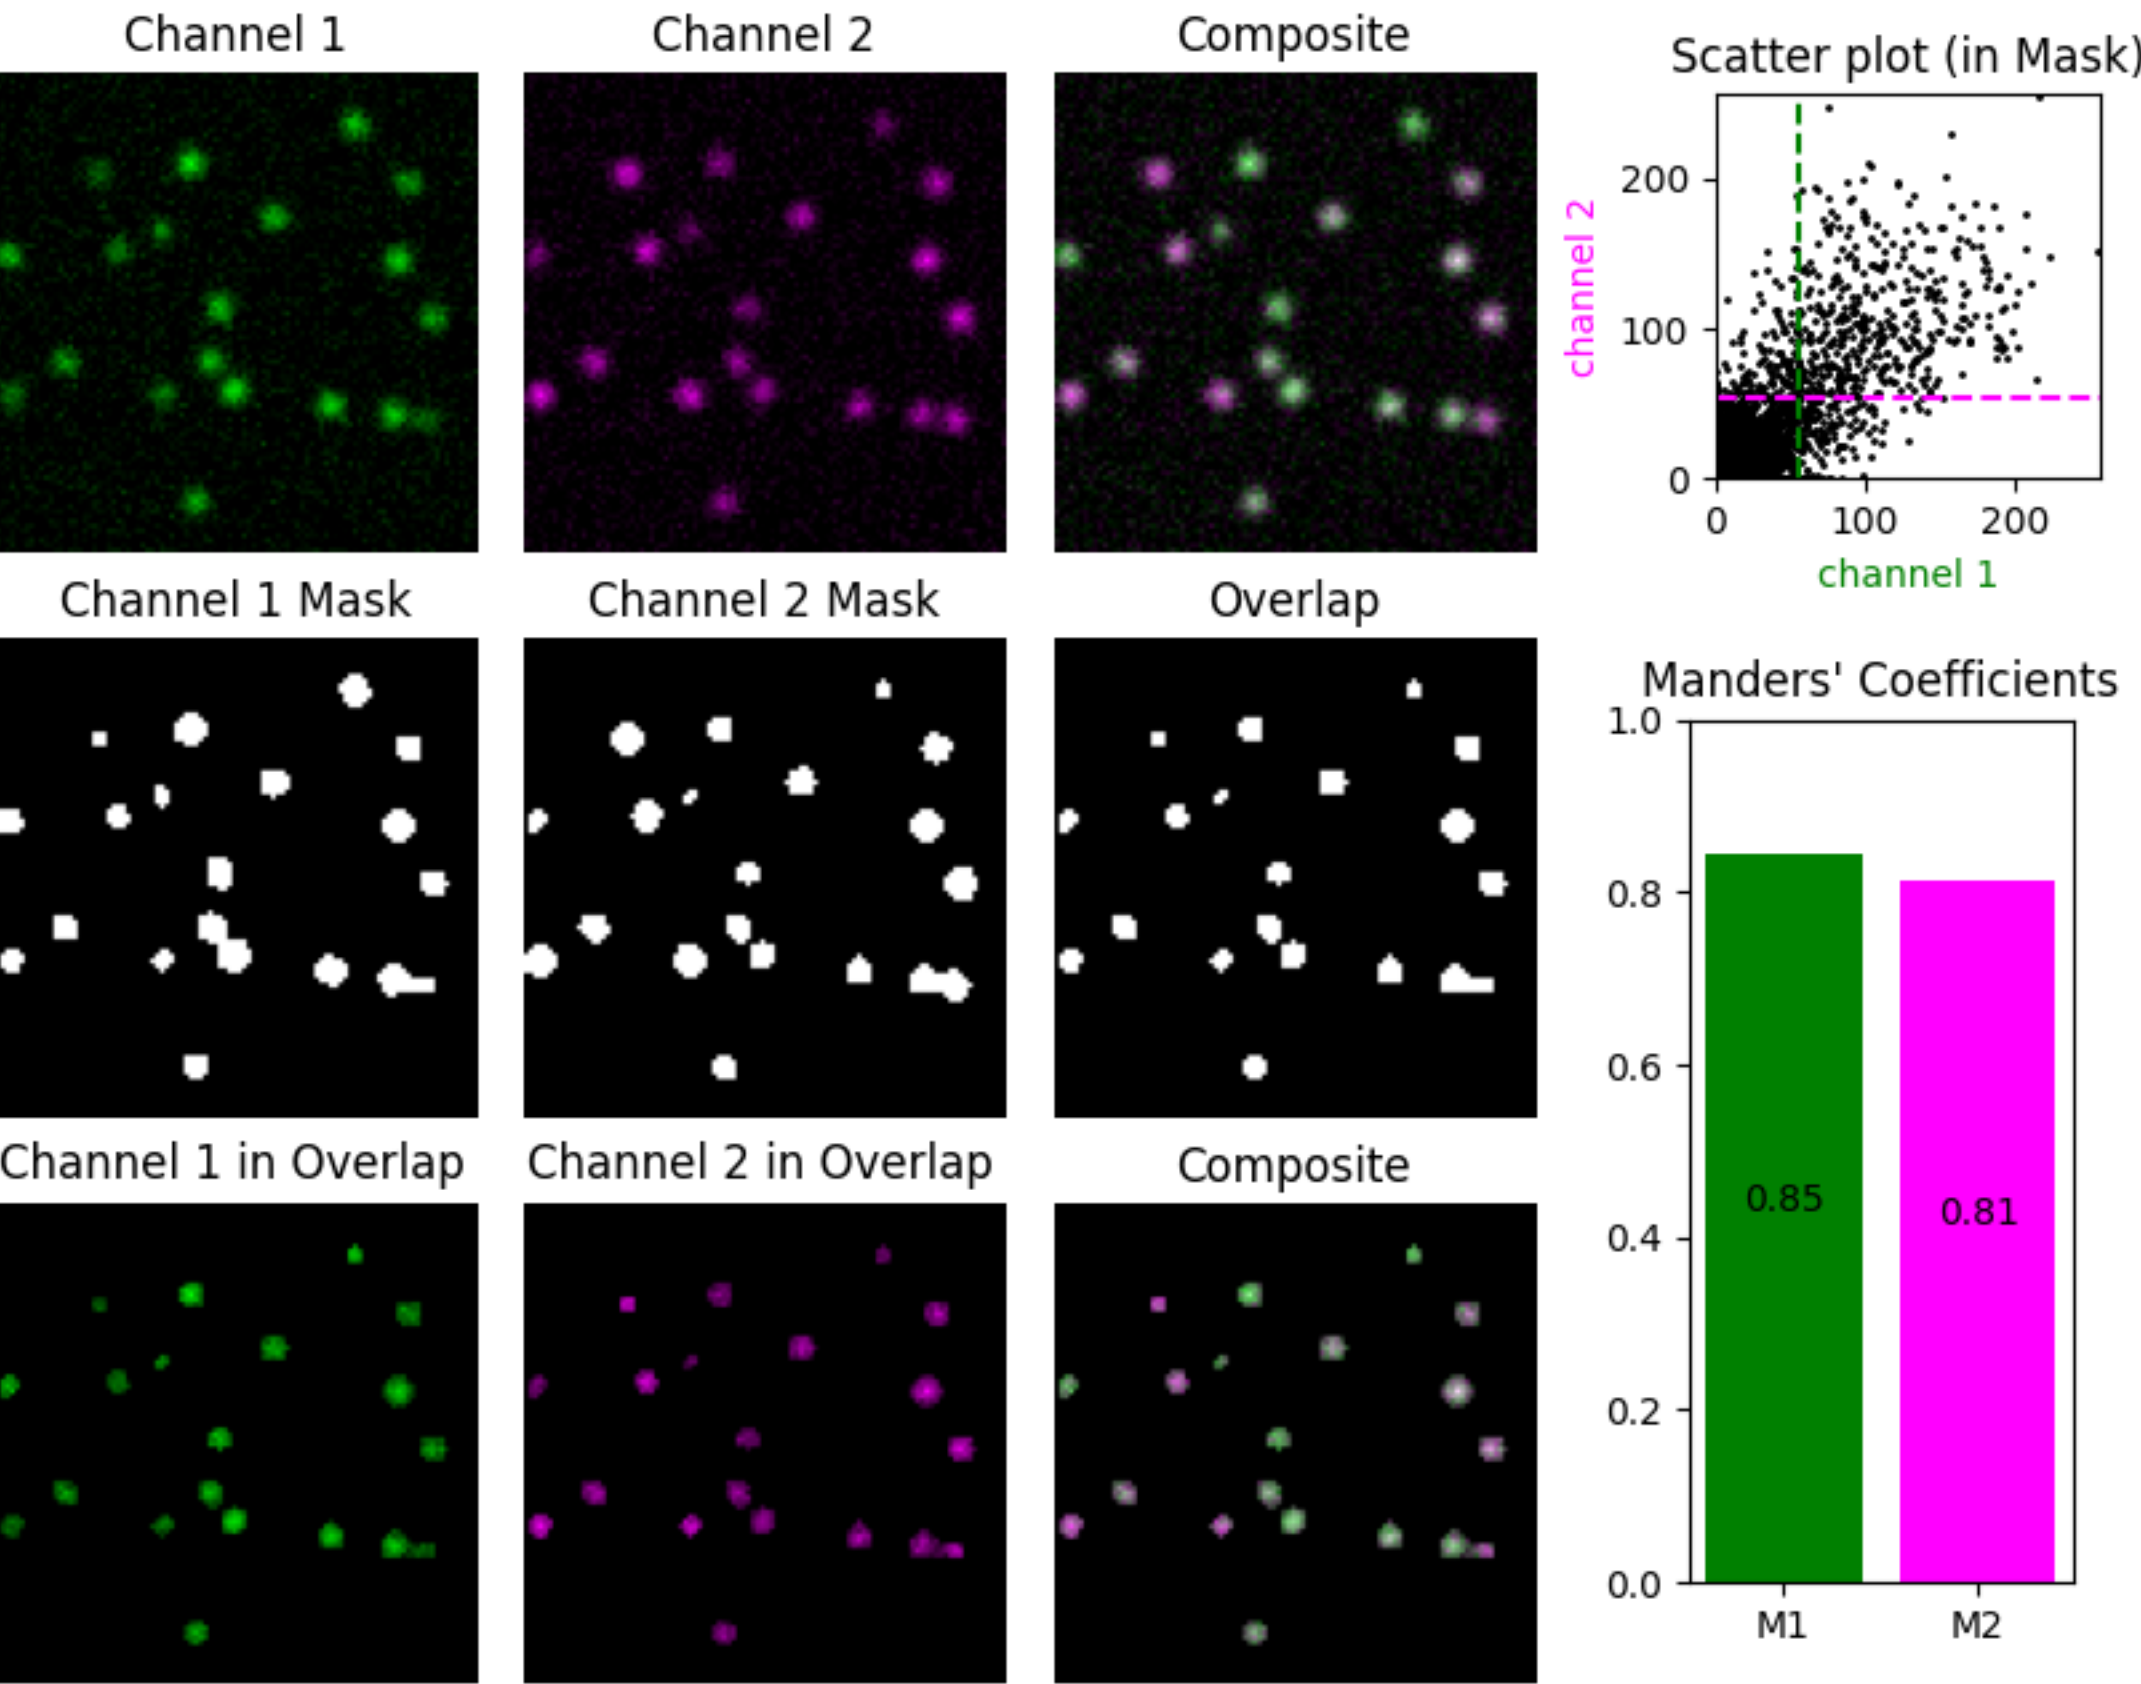 Channel 1
Channel 2
Composite
Scatter plot (in Mask)
channel 2
200
100
0
0
100
200
channel 1
Channel 1 Mask
Channel 2 Mask
Overlap
Manders' Coefficients
1.0
0.8
0.6
0.4
0.2
0.0
0.85
0.81
M1
M2
Channel 1 in Overlap
Channel 2 in Overlap
Composite